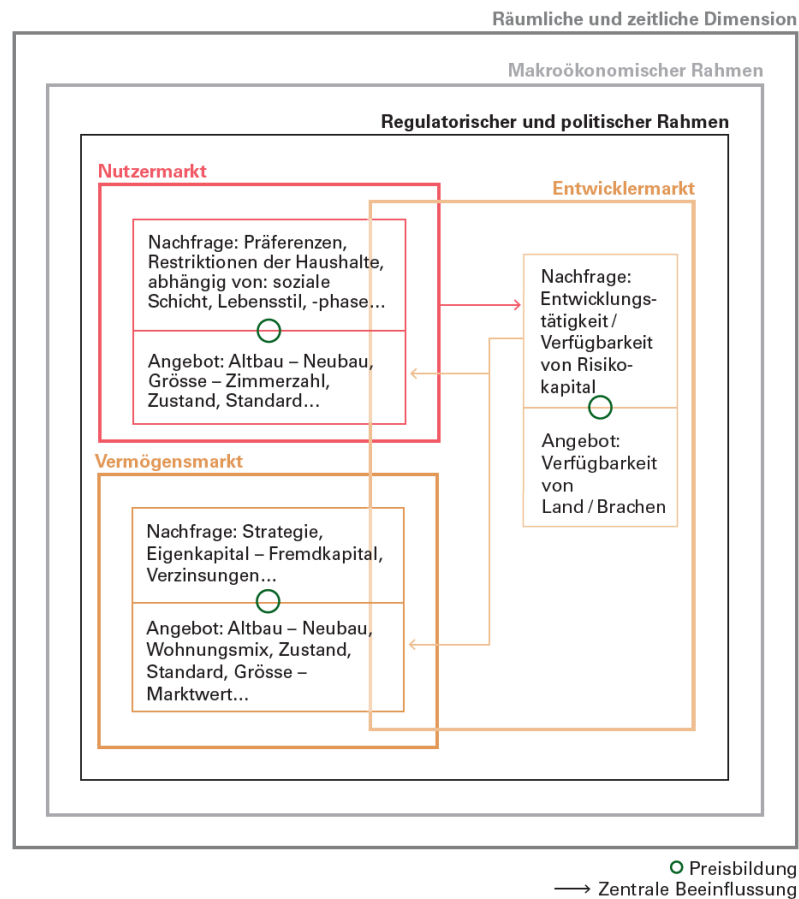 Räumliche und zeitliche Dimension
Makroökonomischer Rahmen
Regulatorischer und politischer Rahmen
Nutzermarkt
Nachfrage: Präferenzen,
Restriktionen der Haushalte,
abhängig von: soziale
Schicht, Lebensstil, -phase...
Angebot: Altbau – Neubau,
Grösse – Zimmerzahl,
Zustand, Standard...
Entwicklermarkt
Nachfrage:
Entwicklungs-
tätigkeit /
Verfügbarkeit
von Risiko-
kapital
Angebot:
Verfügbarkeit
von
Land / Brachen
Vermögensmarkt
Nachfrage: Strategie,
Eigenkapital – Fremdkapital,
Verzinsungen...
Angebot: Altbau – Neubau,
Wohnungsmix, Zustand,
Standard, Grösse –
Marktwert...
Preisbildung
Zentrale Beeinflussung